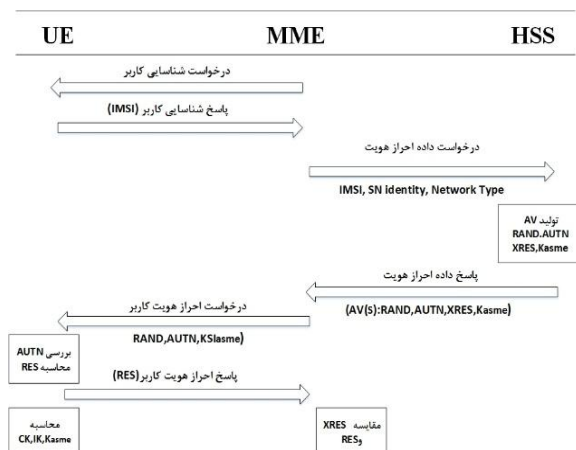 UE MME HSS
درخواست شناسایی کاربر
پاسخ شناسایی کاربر (IMSI)
درخواست داده احراز هویت
IMSI, SN identity, Network Type
تولید AV
RAND.AUTN
XRES,Kasme
پاسخ داده احراز هویت
(AV(S):RAND,AUTN,XRES,Kasme)
درخواست احراز هویت کاربر
RAND,AUTN,KSIasme)
بررسی AUTN
محاسبه RES
پاسخ احراز هویت کاربر(RES)
محاسبه
CK,IK,Kasme
مقایسه XRES
وRES